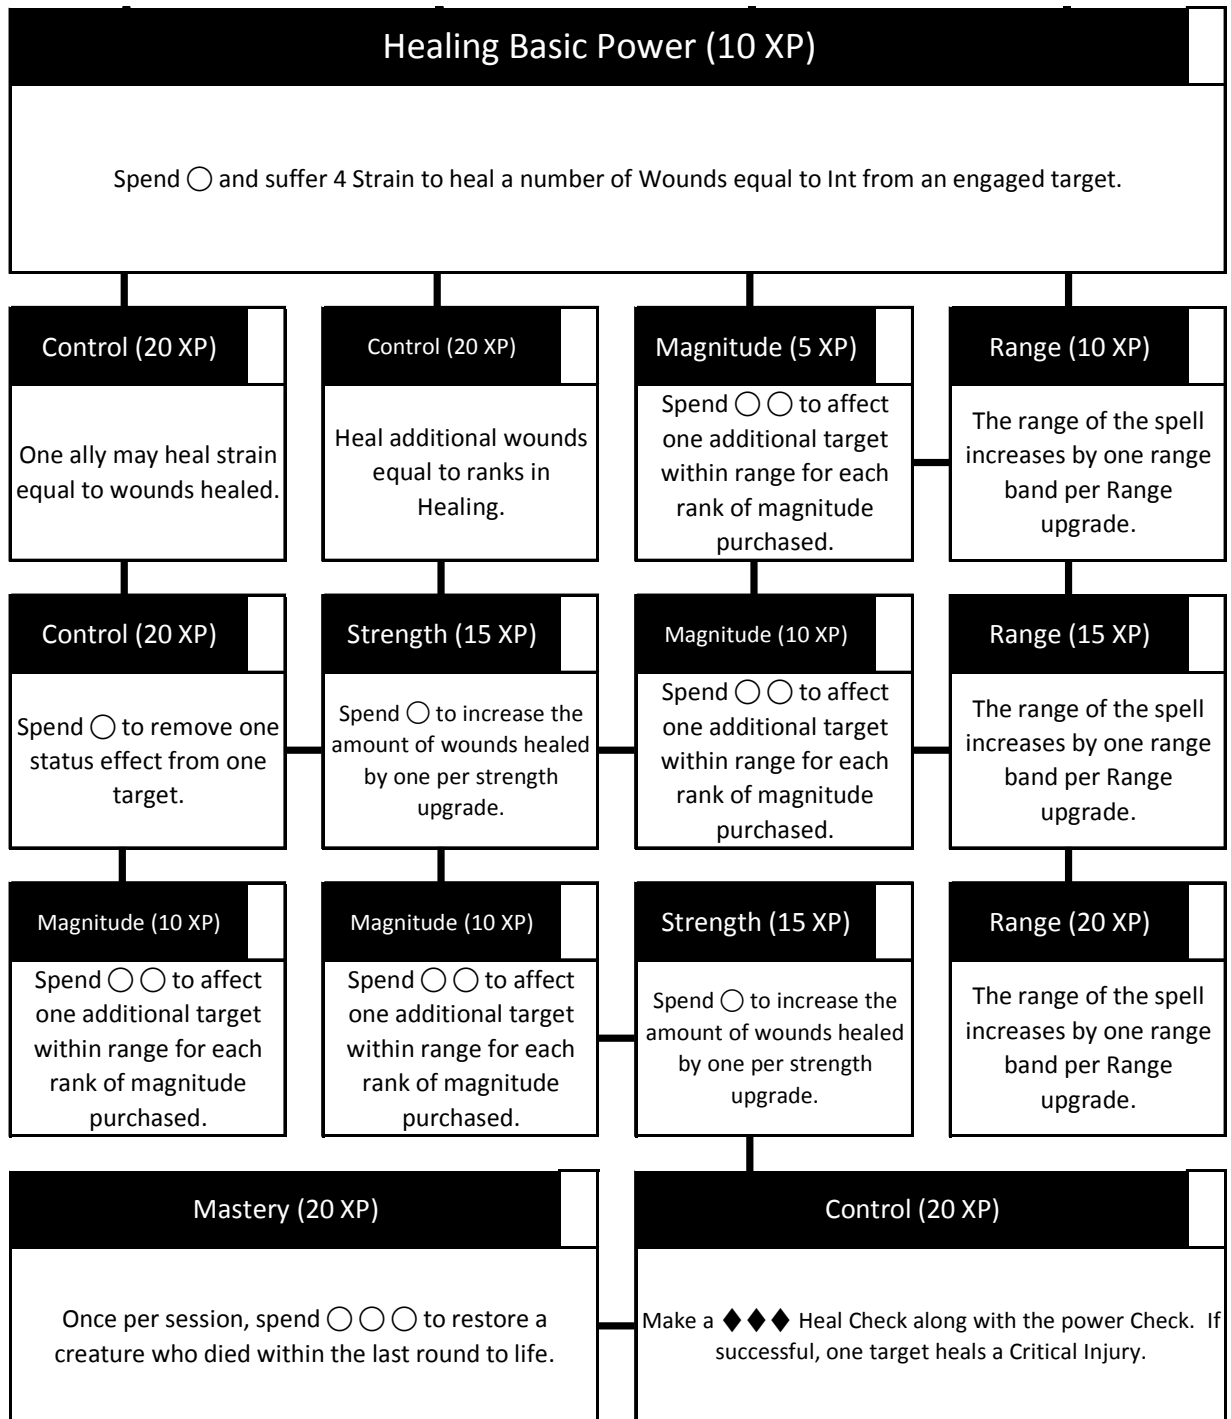 Healing Basic Power (10 XP)
Spend ○ and suffer 4 Strain to heal a number of Wounds equal to Int from an engaged target.
Control (20 XP)
One ally may heal strain
equal to wounds healed.
Control (20 XP)
Heal additional wounds
equal to ranks in
Healing.
Magnitude (5 XP)
Spend ○ ○ to affect
one additional target
within range for each
rank of magnitude
purchased.
Range (10 XP)
The range of the spell
increases by one range
band per Range
upgrade.
Control (20 XP)
Spend ○ to remove one
status effect from one
target.
Strength (15 XP)
Spend ○ to increase the
amount of wounds healed
by one per strength
upgrade.
Magnitude (10 XP)
Spend ○ ○ to affect
one additional target
within range for each
rank of magnitude
purchased.
Range (15 XP)
The range of the spell
increases by one range
band per Range
upgrade.
Magnitude (10 XP)
Spend ○ ○ to affect
one additional target
within range for each
rank of magnitude
purchased.
Magnitude (10 XP)
Spend ○ ○ to affect
one additional target
within range for each
rank of magnitude
purchased.
Strength (15 XP)
Spend ○ to increase the
amount of wounds healed
by one per strength
upgrade.
Range (20 XP)
The range of the spell
increases by one range
band per Range
upgrade.
Mastery (20 XP)
Once per session, spend ○ ○ ○ to restore a
creature who died within the last round to life.
Control (20 XP)
Make a ♦♦♦ Heal Check along with the power Check.  If
successful, one target heals a Critical Injury.